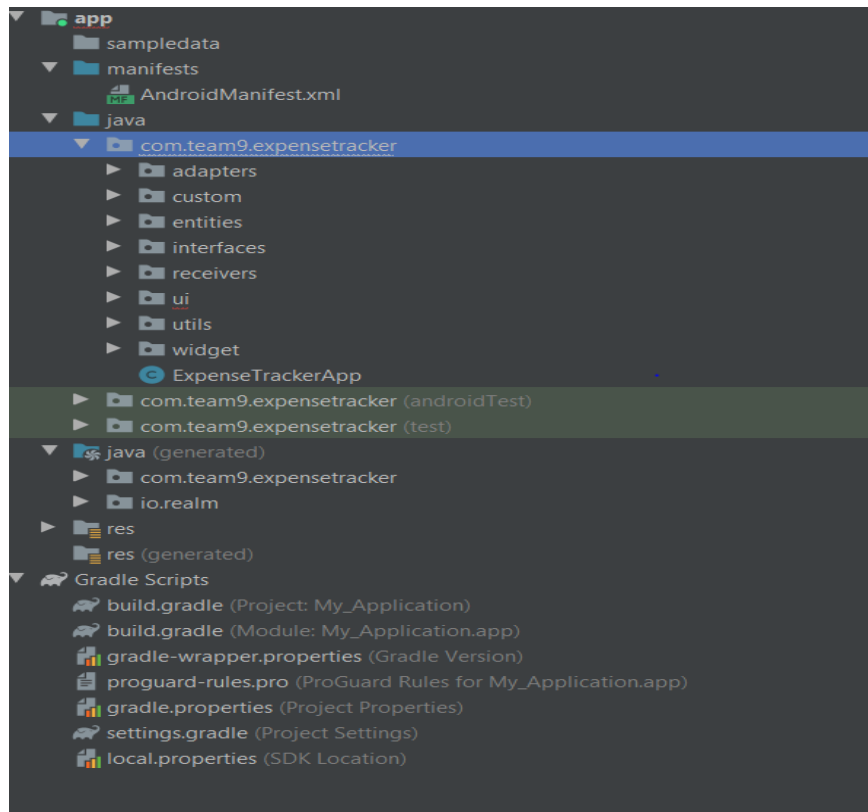 app
sampledata
manifests
MF AndroidManifest.xml
java
com.team9.expensetracker
adapters
custom
entities
interfaces
receivers
ui
utils
widget
C ExpenseTrackerApp
com.team9.expensetracker (androidTest)
com.team9.expensetracker (test)
java (generated)
com.team9.expensetracker
io.realm
res
res (generated)
Gradle Scripts
build.gradle (Project: My_Application)
build.gradle (Module: My_Application.app)
gradle-wrapper.properties (Gradle Version)
proguard-rules.pro (ProGuard Rules for My_Application.app)
gradle.properties (Project Properties)
settings.gradle (Project Settings)
local.properties (SDK Location)